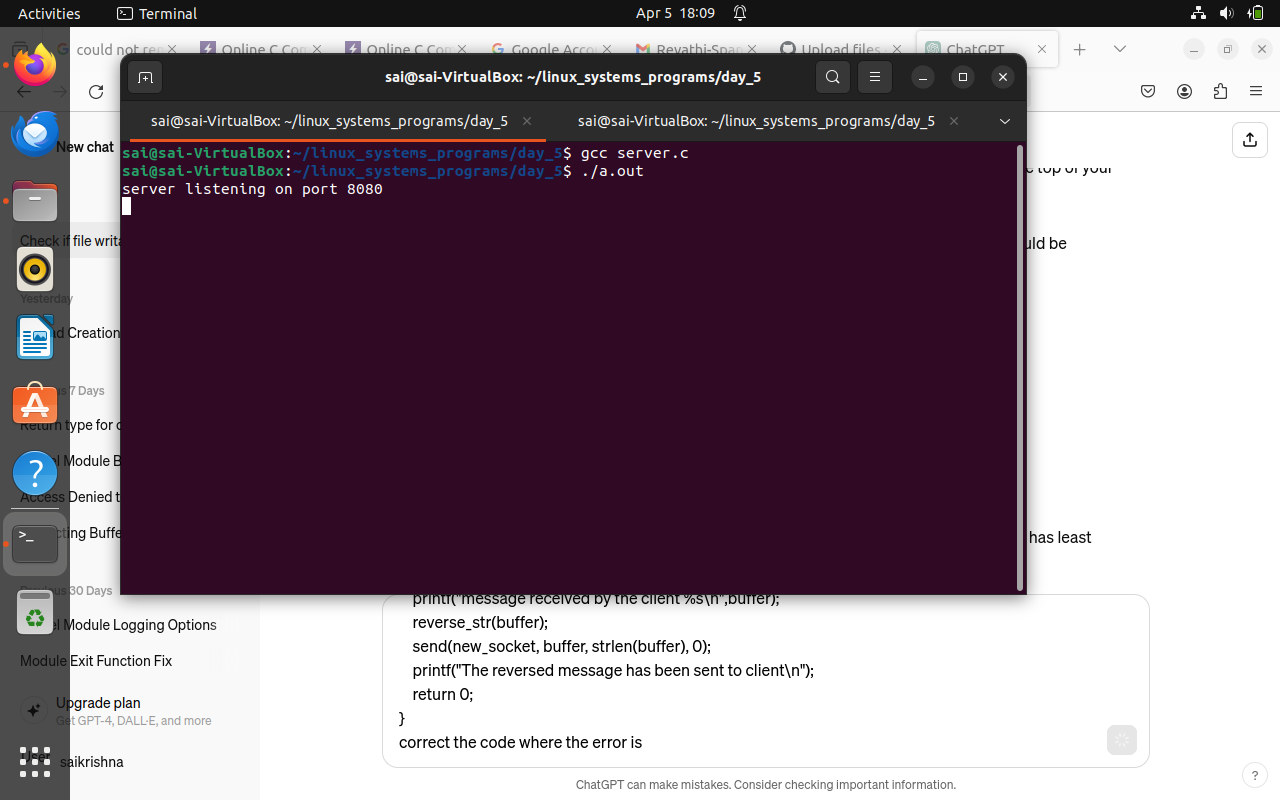 Activities
Terminal
Apr 5 18:09
could not re
Online C Com
Online C Com
Google Accou
Revathi-Snap
Upload files
ChatGPT
sai@sai-VirtualBox: ~/linux_systems_programs/day_5
sai@sai-VirtualBox: ~/linux_systems_programs/day_5
sai@sai-VirtualBox: ~/linux_systems_programs/day_5
sai@sai-VirtualBox:~/linux_systems_programs/day_5$ gcc server.c
sai@sai-VirtualBox:~/linux_systems_programs/day_5$ ./a.out
server listening on port 8080
New chat
Check if file writa
Yesterday
d Creation
7 Days
Return type for
Module B
Access Denied t
cting Buffe
30 Days
Module Logging Options
Module Exit Function Fix
Upgrade plan
Get GPT-4, DALL·E, and more
User
saikrishna
e top of your
uld be
has least
printf("message received by the client %s\n",buffer);
reverse_str(buffer);
send(new_socket, buffer, strlen(buffer), 0);
printf("The reversed message has been sent to client\n");
return 0;
}
correct the code where the error is
ChatGPT can make mistakes. Consider checking important information.
?